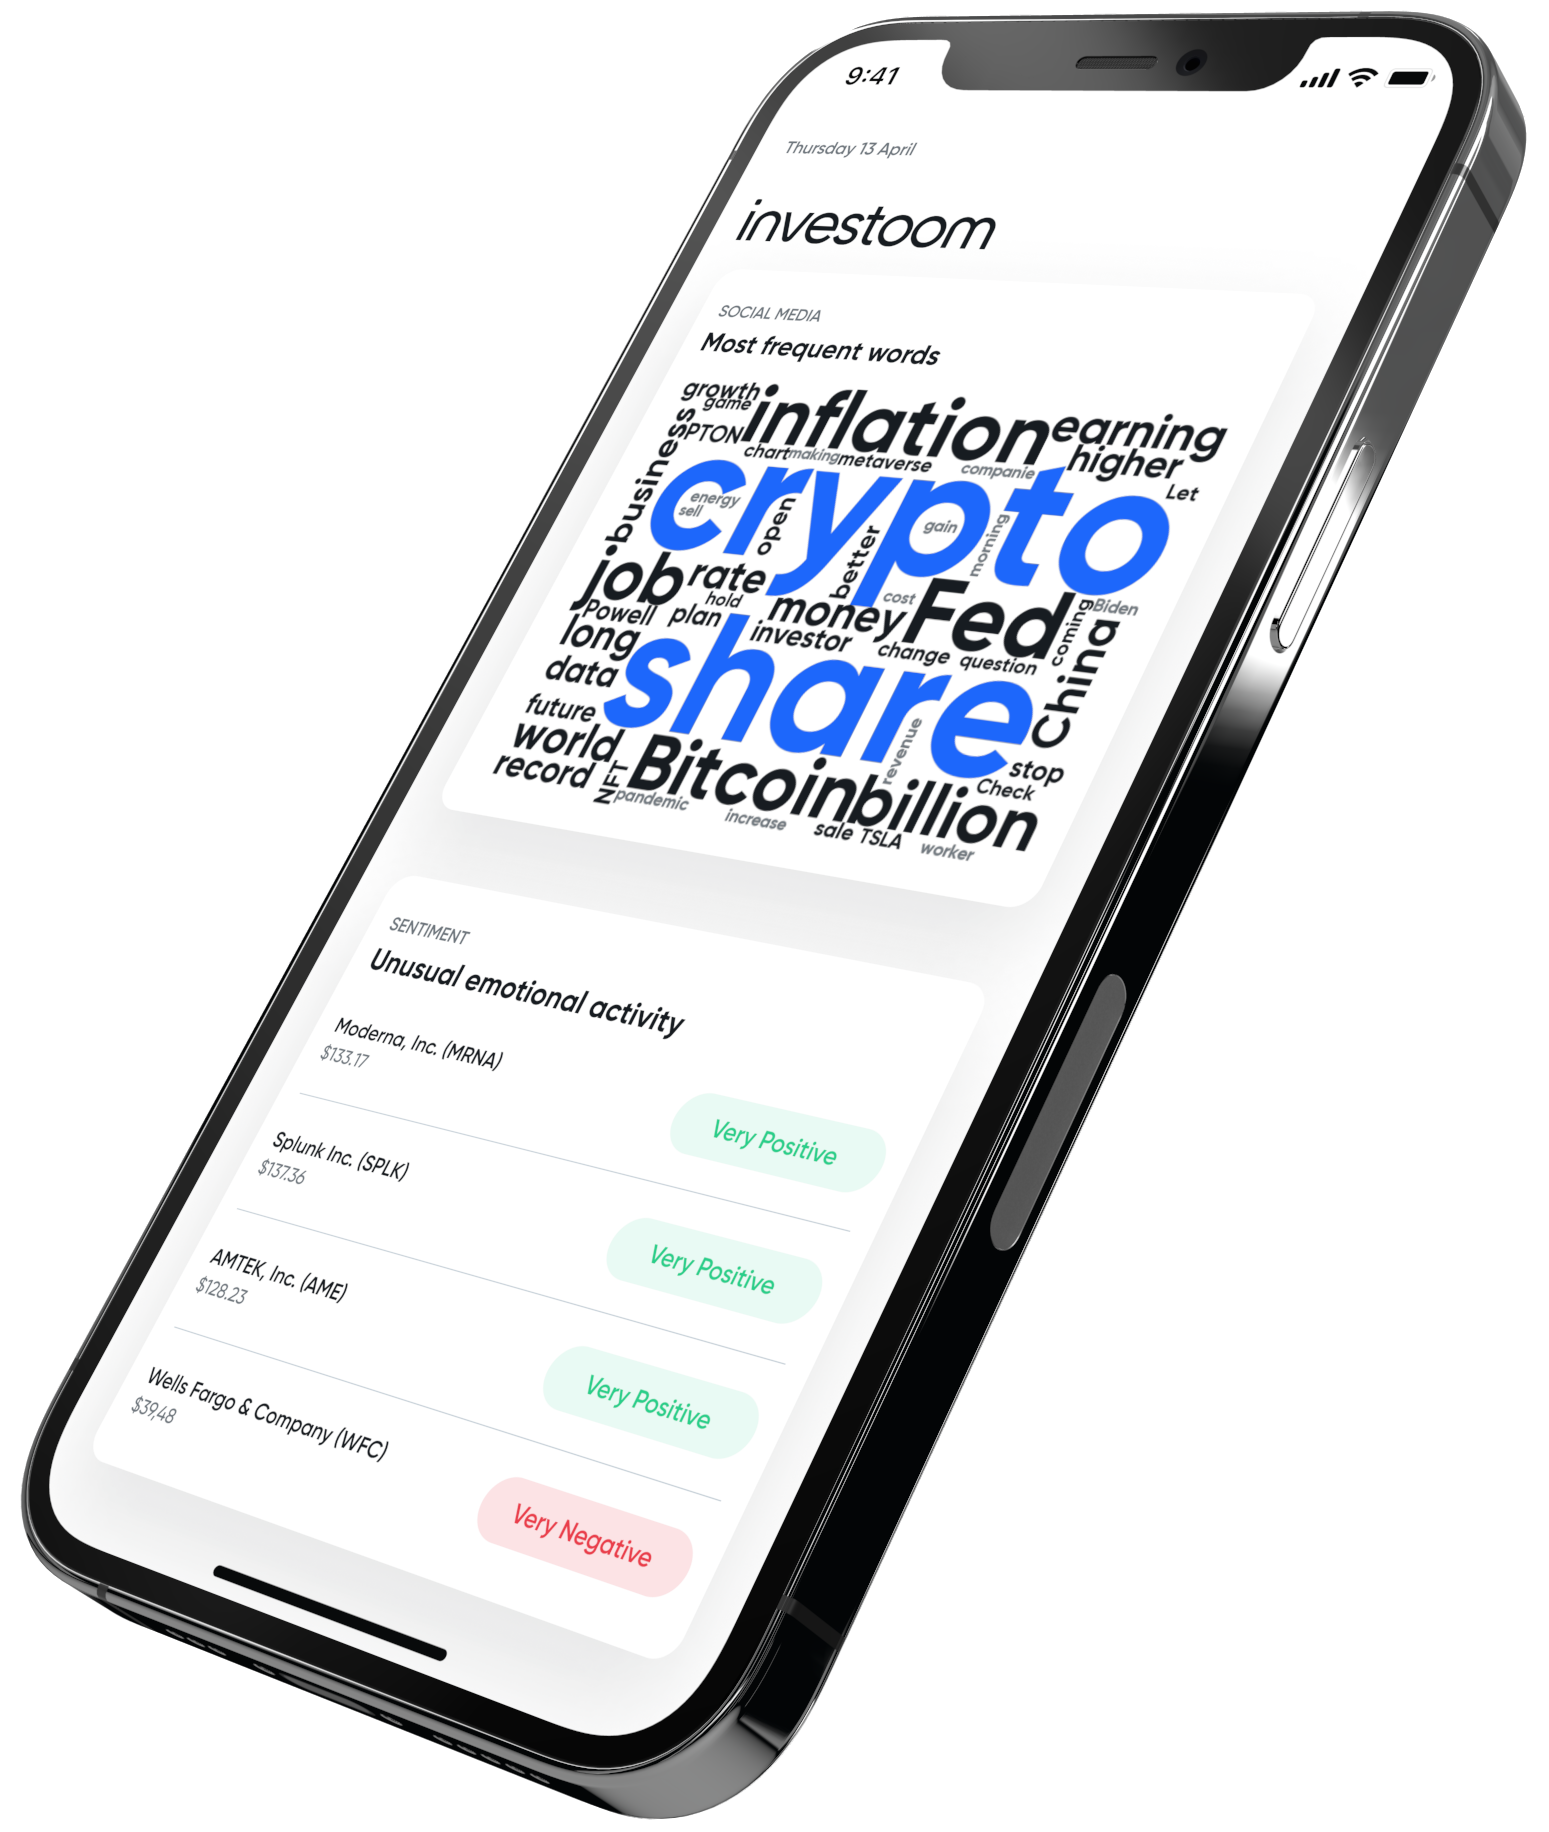 9:41
Thursday 13 April
investoom
SOCIAL MEDIA
Most frequent words
growth
game
inflation
earning
business
PTON
chart
making
metaverse
companie
higher
Let
crypto
energy
sell
open
better
gain
morning
job
rate
hold
Powell
plan
money
cost
Fed
coming
Biden
long
investor
change
question
China
data
share
future
world
revenue
stop
record
NFT
Bitcoin
billion
Check
pandemic
increase
sale
TSLA
worker
SENTIMENT
Unusual emotional activity
Moderna, Inc. (MRNA)
$133.17
Very Positive
Splunk Inc. (SPLK)
$137.36
Very Positive
AMTEK, Inc. (AME)
$128.23
Very Positive
Wells Fargo & Company (WFC)
$39,48
Very Negative